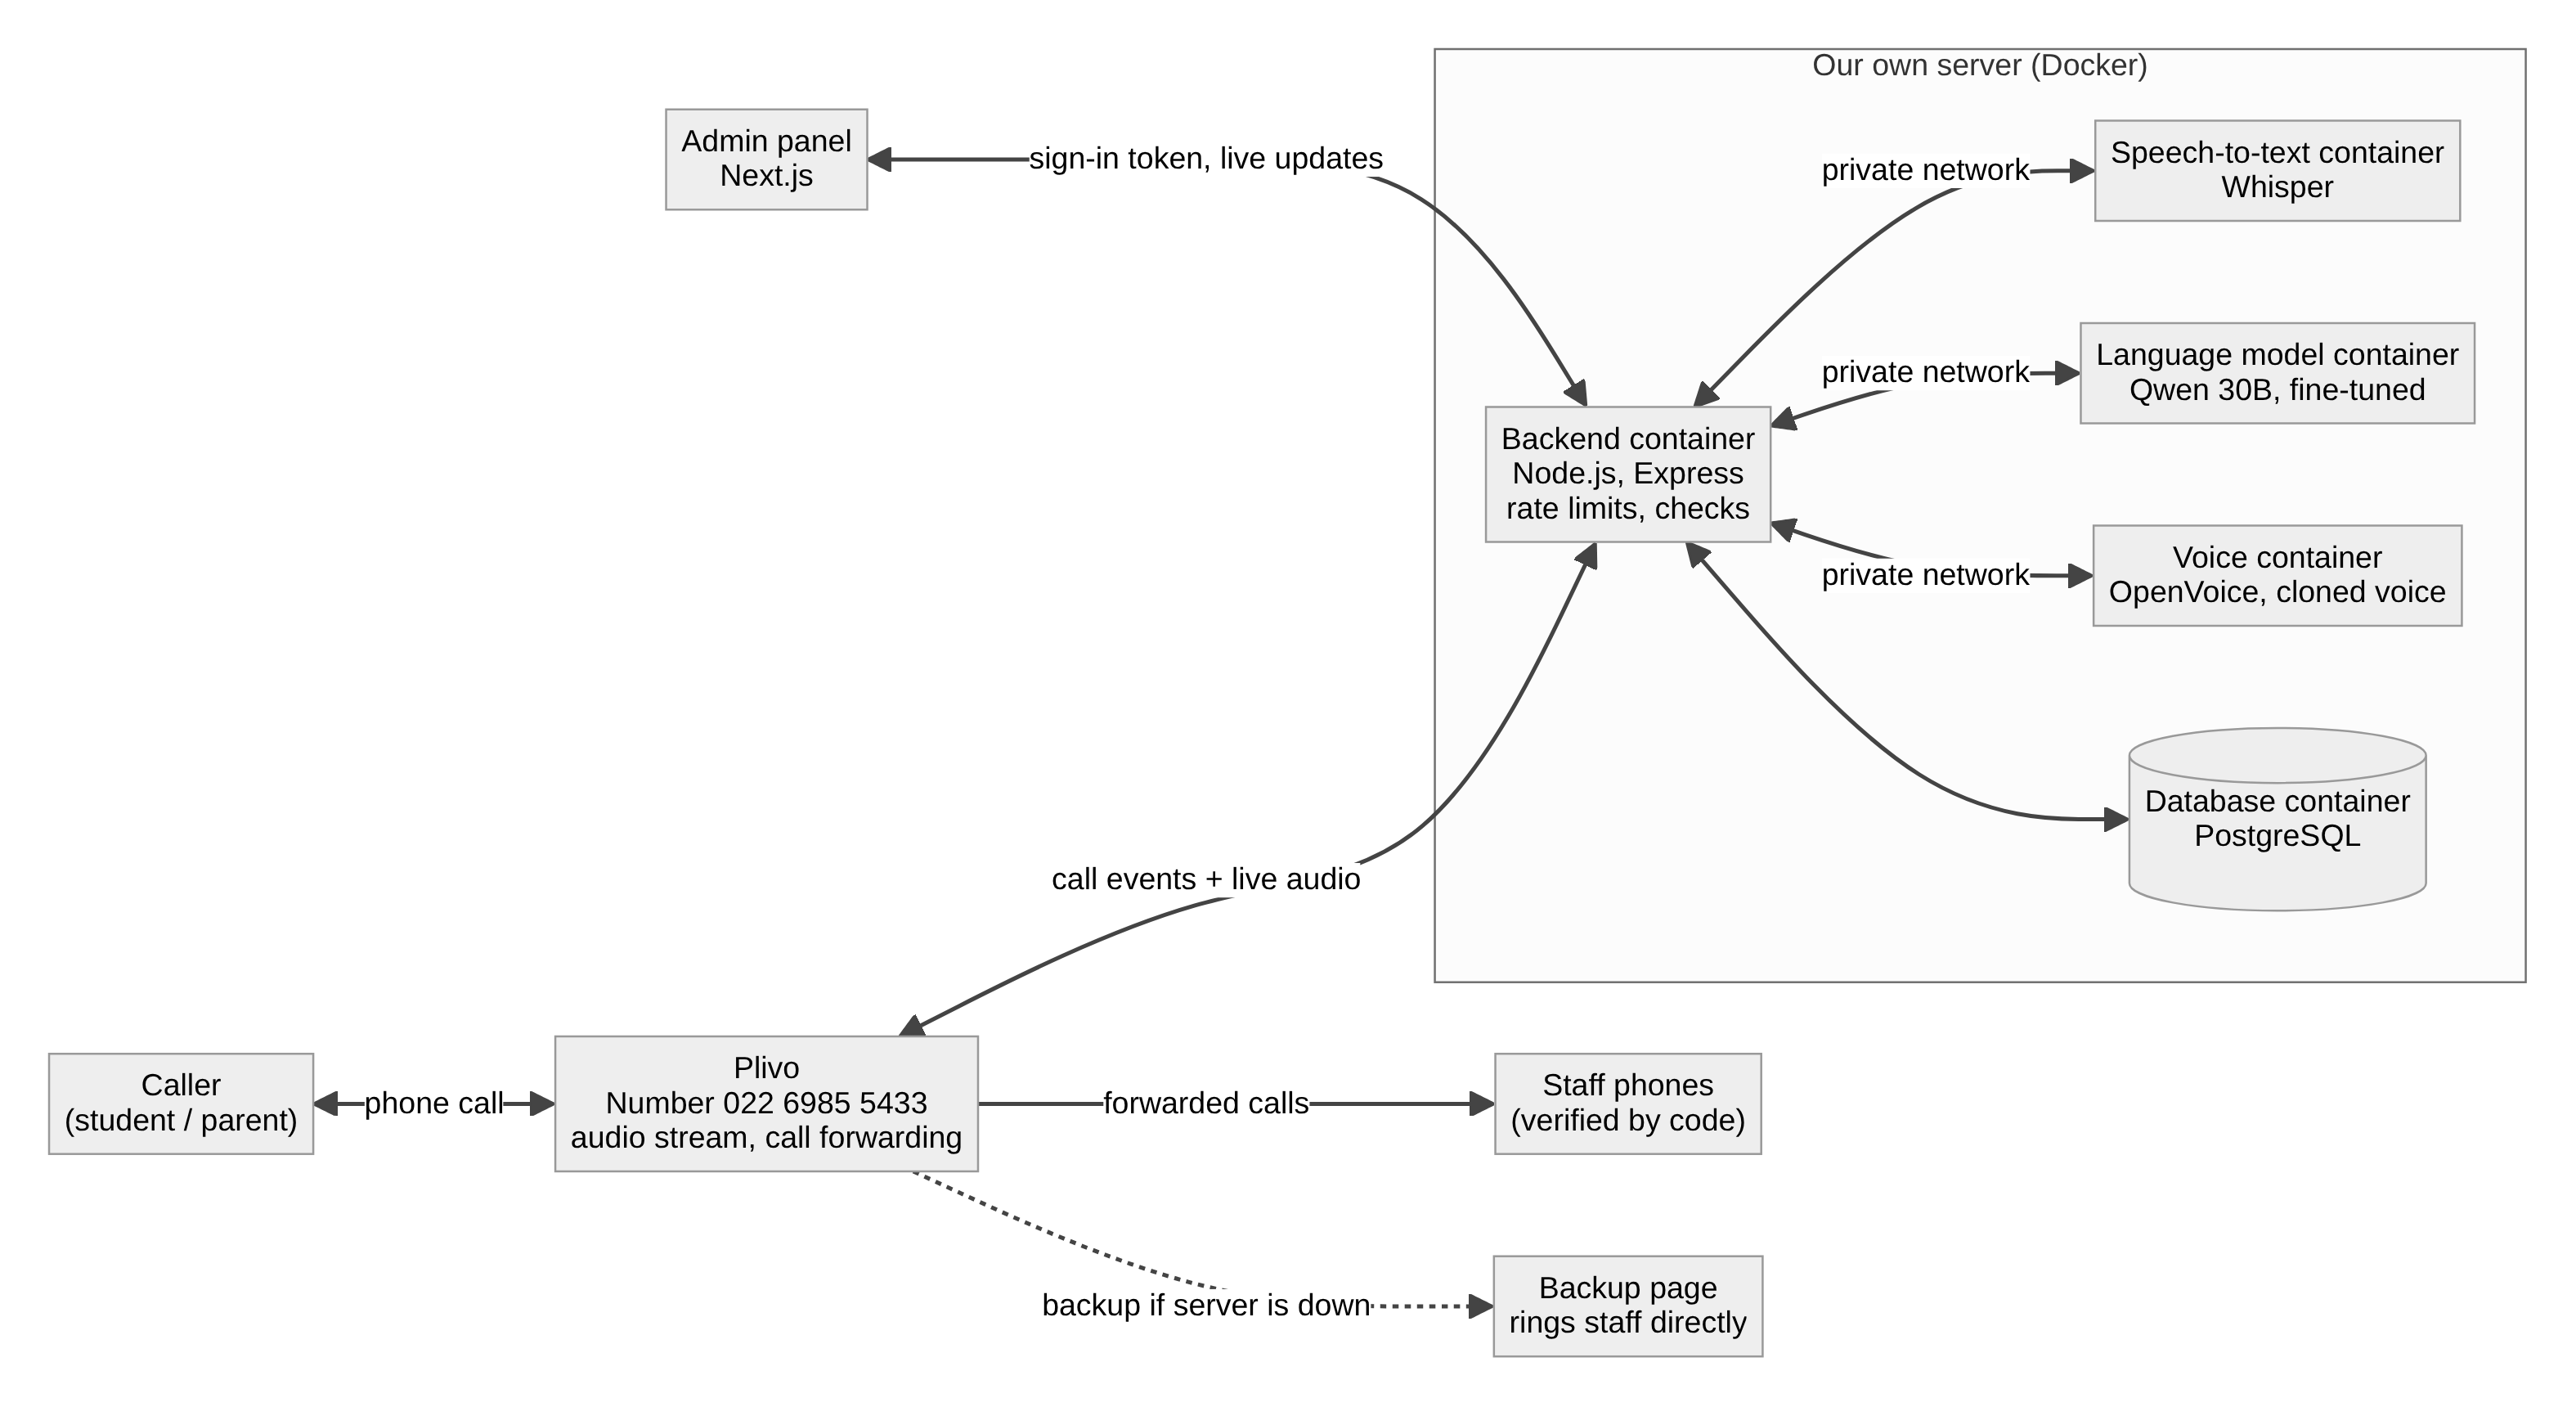 Our own server (Docker)
Admin panel
Next.js
sign-in token, live updates
private network
Speech-to-text container
Whisper
private network
Language model container
Qwen 30B, fine-tuned
Backend container
Node.js, Express
rate limits, checks
private network
Voice container
OpenVoice, cloned voice
Database container
PostgreSQL
call events + live audio
Caller
(student / parent)
phone call
Plivo
Number 022 6985 5433
audio stream, call forwarding
forwarded calls
Staff phones
(verified by code)
backup if server is down
Backup page
rings staff directly